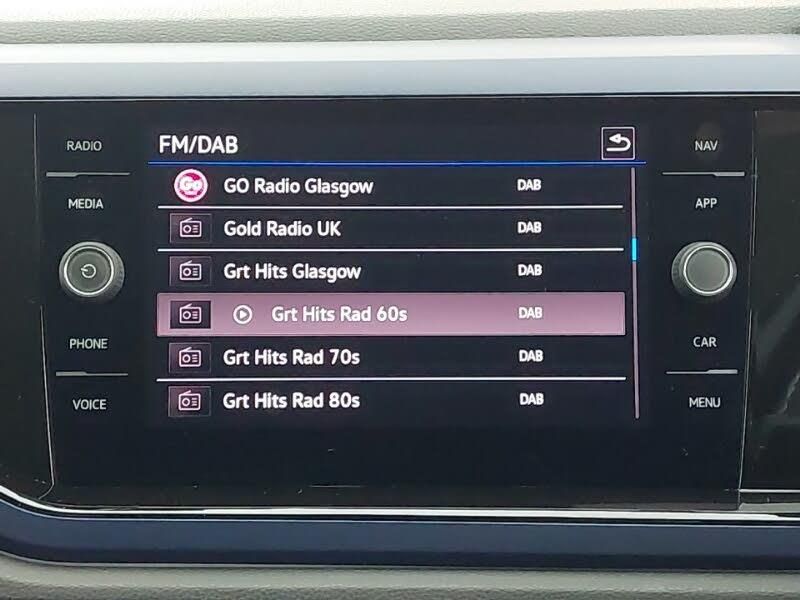 RADIO
FM/DAB
NAV
MEDIA
Go GO Radio Glasgow DAB
APP
Gold Radio UK DAB
Grt Hits Glasgow DAB
Grt Hits Rad 60s DAB
PHONE
Grt Hits Rad 70s DAB
CAR
VOICE
Grt Hits Rad 80s DAB
MENU